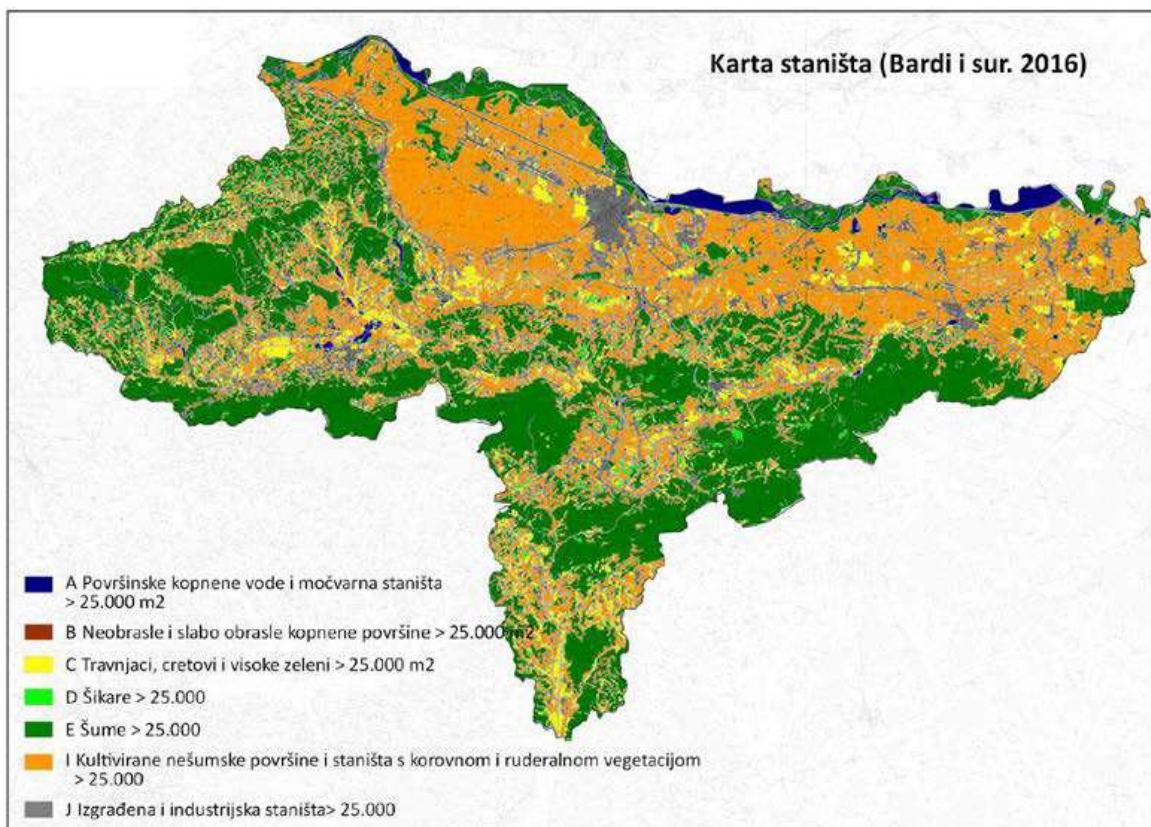 Karta staništa (Bardi i sur. 2016)
A Površinske kopnene vode i močvarna staništa
> 25.000 m2
B Neobrasle i slabo obrasle kopnene površine > 25.000 m2
C Travnjaci, cretovi i visoke zeleni > 25.000 m2
D Šikare > 25.000
E Šume > 25.000
I Kultivirane nešumske površine i staništa s korovnom i ruderalnom vegetacijom
> 25.000
J Izgrađena i industrijska staništa> 25.000